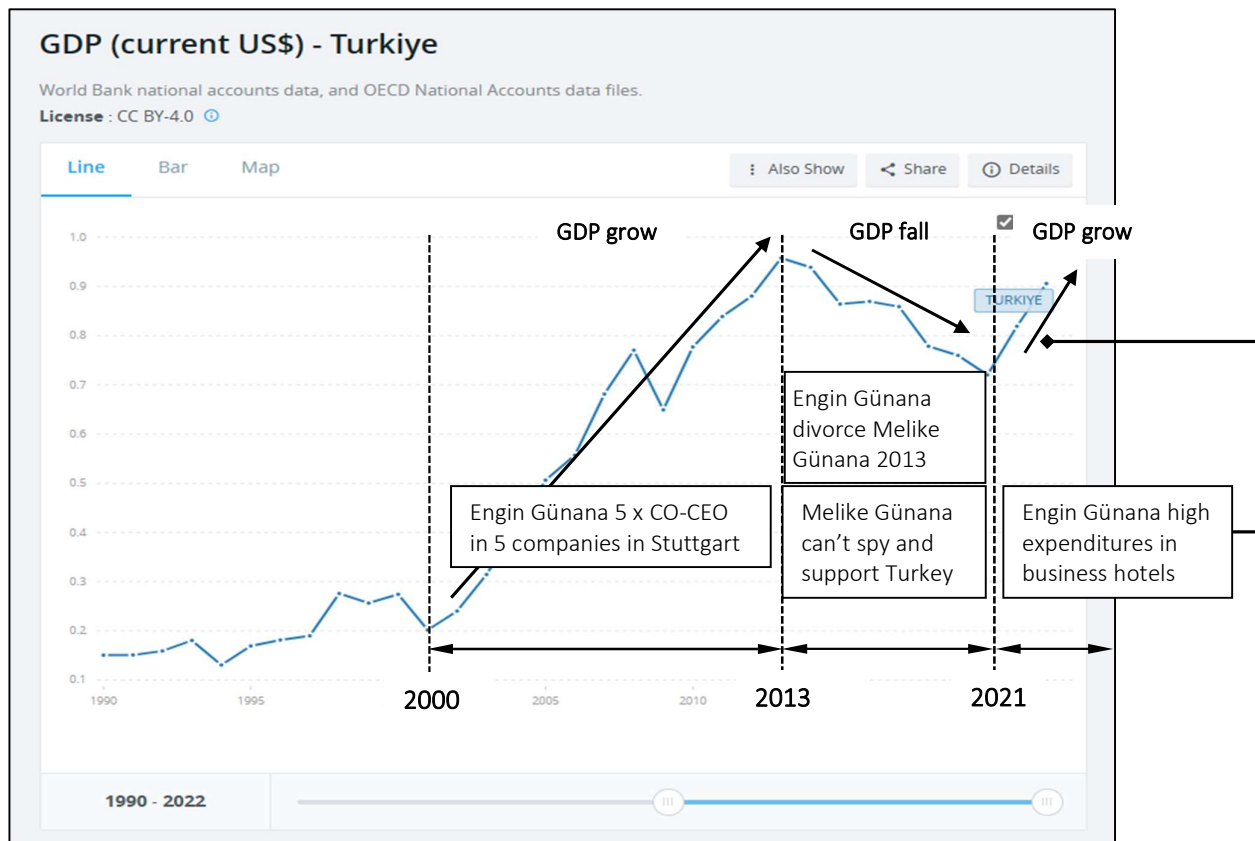 GDP (current US$) - Turkiye
World Bank national accounts data, and OECD National Accounts data files.
License : CC BY-4.0
Line
Bar
Map
Also Show
Share
Details
GDP grow
GDP fall
GDP grow
1.0
0.9
TURKIYE
0.8
0.7
Engin Günana
divorce Melike
Günana 2013
0.6
0.5
Engin Günana 5 x CO-CEO
in 5 companies in Stuttgart
Melike Günana
can't spy and
support Turkey
Engin Günana high
expenditures in
business hotels
0.4
0.3
0.2
0.1
1990
1995
2000
2005
2010
2013
2021
1990 - 2022